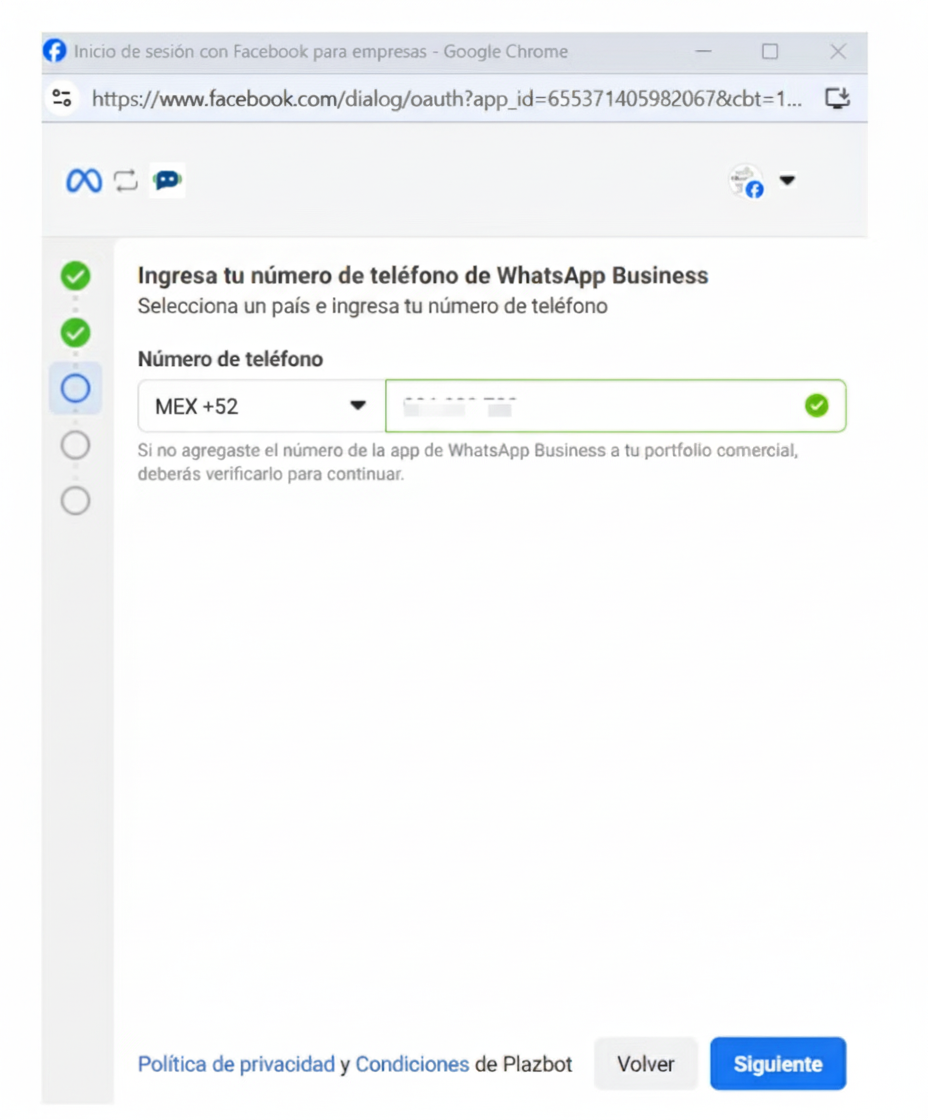 Inicio de sesión con Facebook para empresas - Google Chrome
https://www.facebook.com/dialog/oauth?app_id=655371405982067&cbt=1...
Ingresa tu número de teléfono de WhatsApp Business
Selecciona un país e ingresa tu número de teléfono
Número de teléfono
MEX +52
Si no agregaste el número de la app de WhatsApp Business a tu portfolio comercial,
deberás verificarlo para continuar.
Política de privacidad y Condiciones de Plazbot Volver Siguiente